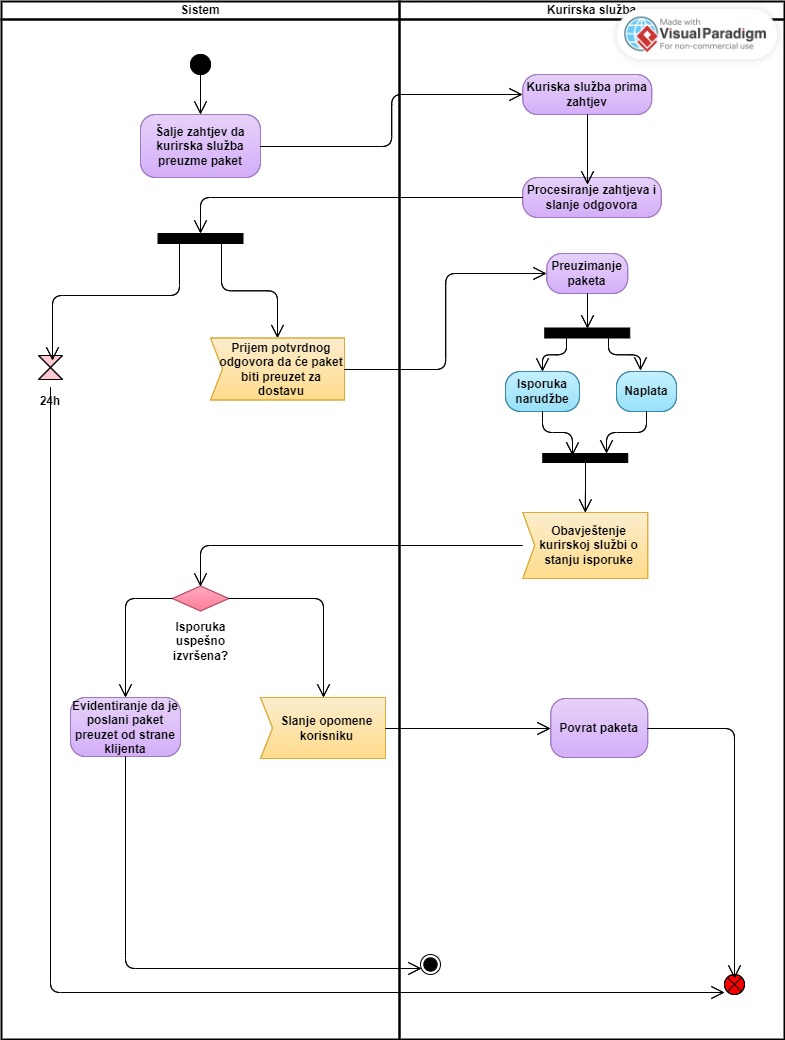 Sistem
Kurirska služba
Made with
Visual Paradigm
For non-commercial use
Šalje zahtjev da
kurirska služba
preuzme paket
Kuriska služba prima
zahtjev
Procesiranje zahtjeva i
slanje odgovora
Preuzimanje
paketa
Prijem potvrdnog
odgovora da će paket
biti preuzet za
dostavu
24h
Isporuka
narudžbe
Naplata
Obavještenje
kurirskoj službi o
stanju isporuke
Isporuka
uspešno
izvršena?
Evidentiranje da je
poslani paket
preuzet od strane
klijenta
Slanje opomene
korisniku
Povrat paketa